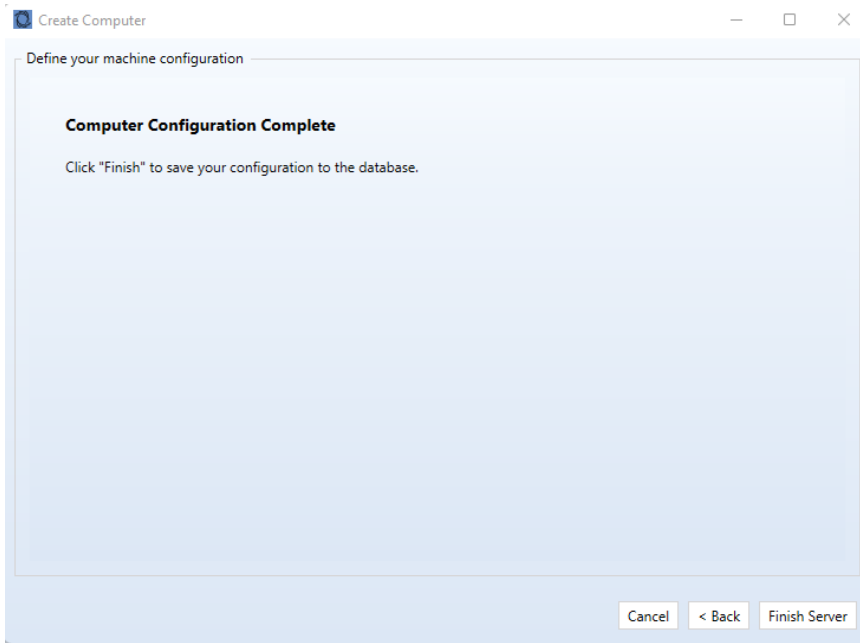 Create Computer
Define your machine configuration
Computer Configuration Complete
Click "Finish" to save your configuration to the database.
Cancel
< Back
Finish Server